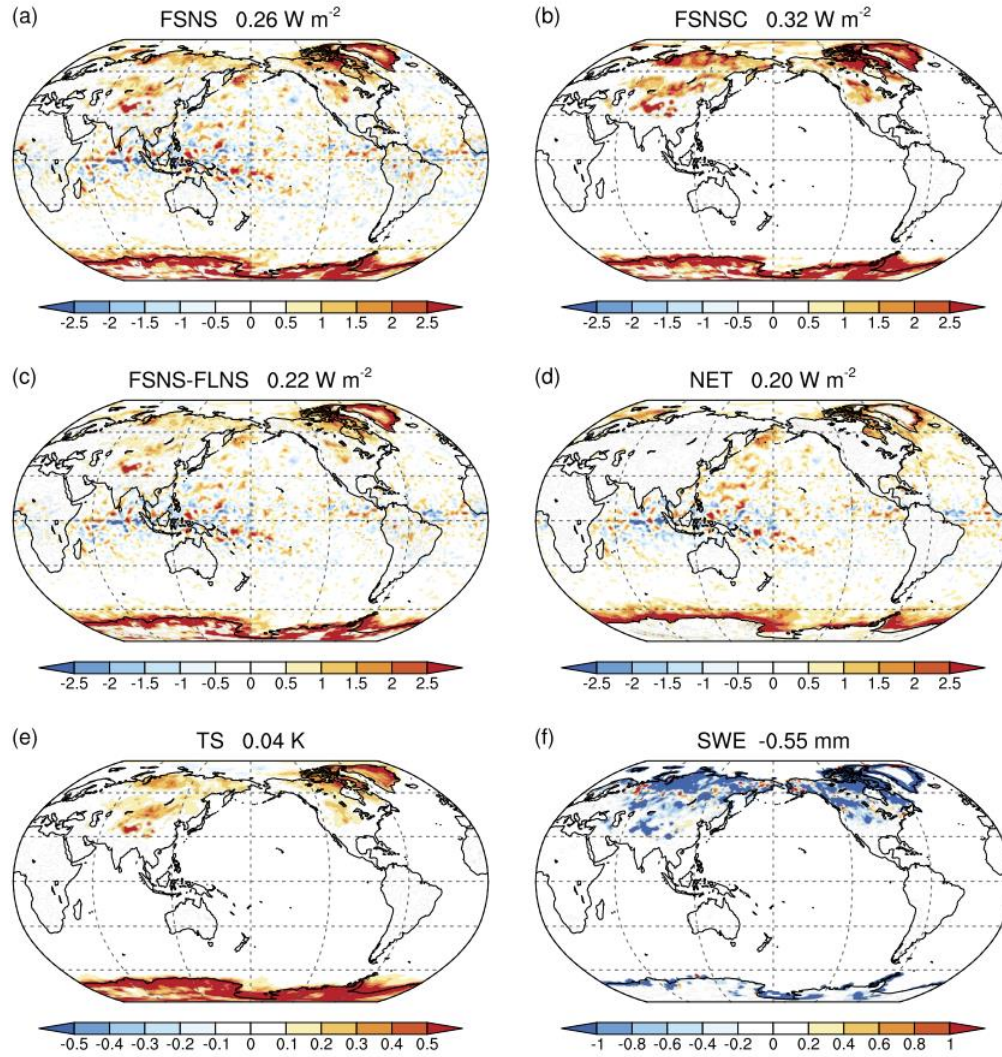 (a) FSNS 0.26 W m-2
(b) FSNSC 0.32 W m-2
-2.5 -2 -1.5 -1 -0.5 0 0.5 1 1.5 2 2.5
-2.5 -2 -1.5 -1 -0.5 0 0.5 1 1.5 2 2.5
(c) FSNS-FLNS 0.22 W m-2
(d) NET 0.20 W m-2
-2.5 -2 -1.5 -1 -0.5 0 0.5 1 1.5 2 2.5
-2.5 -2 -1.5 -1 -0.5 0 0.5 1 1.5 2 2.5
(e) TS 0.04 K
(f) SWE -0.55 mm
-0.5 -0.4 -0.3 -0.2 -0.1 0 0.1 0.2 0.3 0.4 0.5
-1 -0.8 -0.6 -0.4 -0.2 0 0.2 0.4 0.6 0.8 1